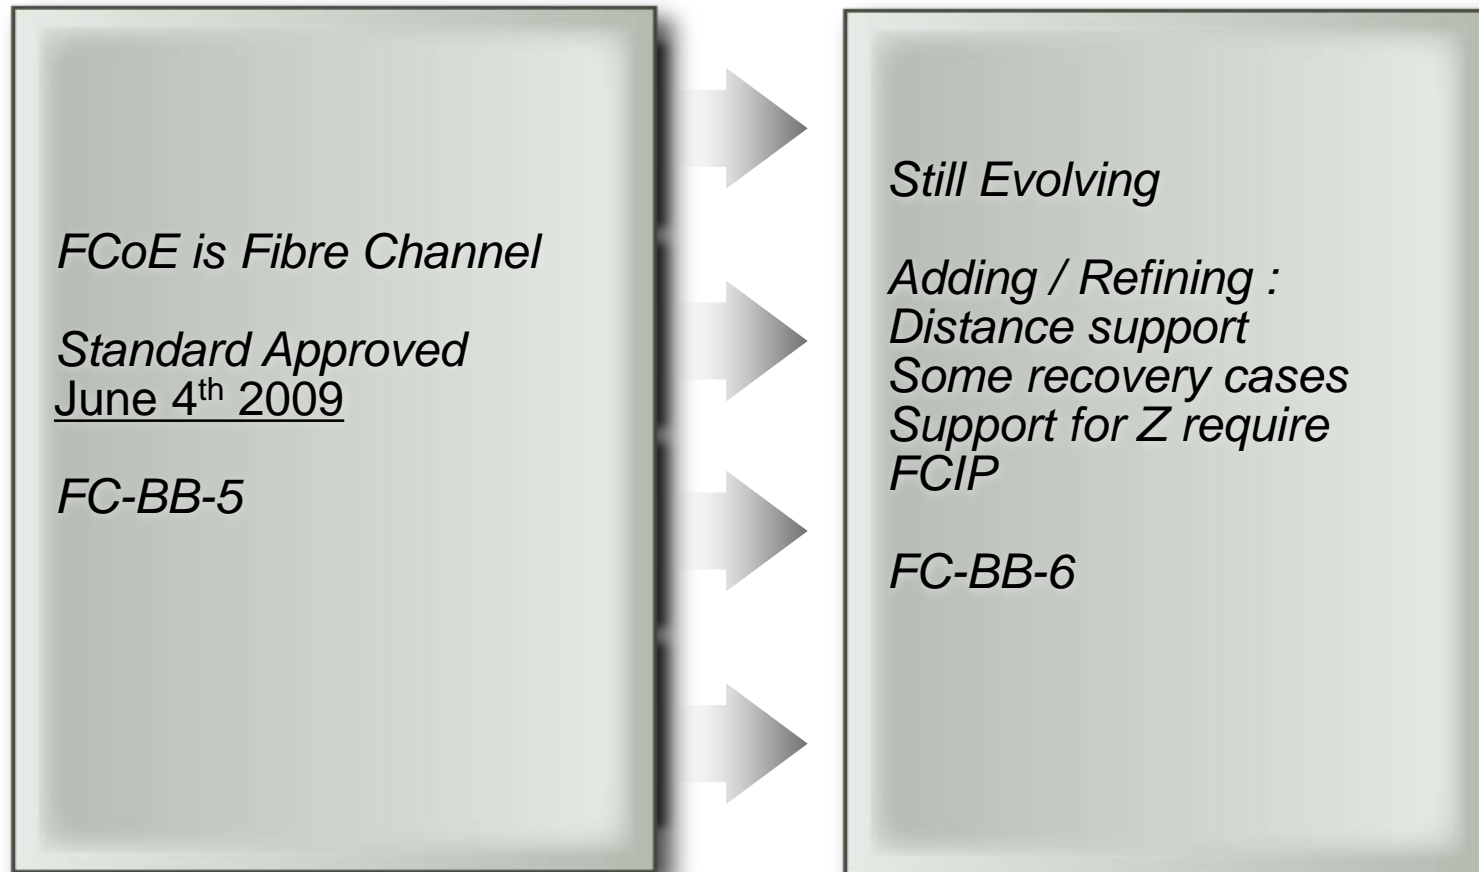 FCoE is Fibre Channel
Standard Approved
June 4th 2009
FC-BB-5
Still Evolving
Adding / Refining :
Distance support
Some recovery cases
Support for Z require
FCIP
FC-BB-6